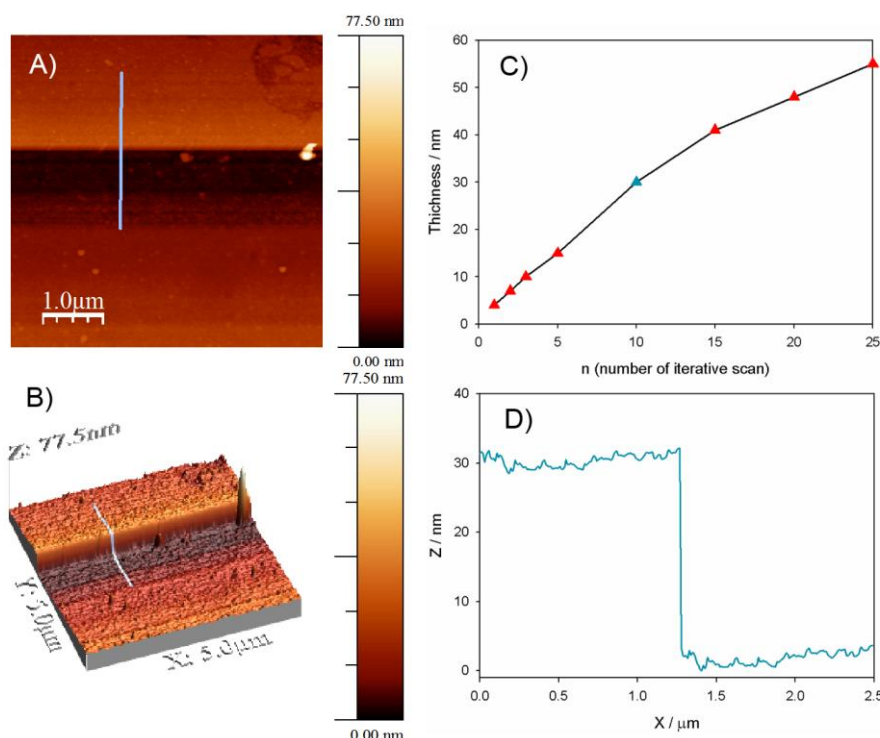 77.50 nm
A)
1.0μm
0.00 nm
77.50 nm
B)
Z: 77.5nm
Y: 5.0μm
X: 5.0μm
0.00 nm
C)
60
50
40
30
20
10
0
Thichness / nm
0 5 10 15 20 25
n (number of iterative scan)
D)
40
30
20
10
0
Z / nm
0.0 0.5 1.0 1.5 2.0 2.5
X / μm